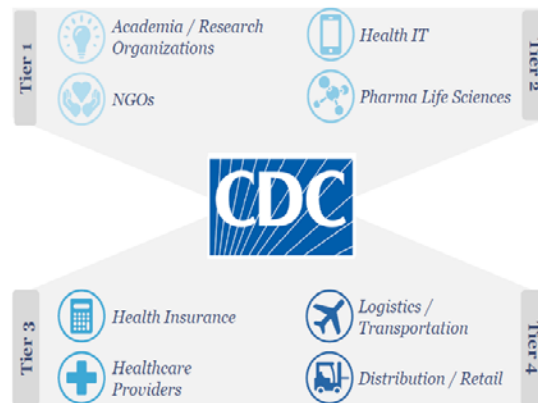 Tier 1
Academia / Research
Organizations
NGOs
Health IT
Pharma Life Sciences
Tier 2
CDC
Tier 3
Health Insurance
Healthcare
Providers
Logistics /
Transportation
Distribution / Retail
Tier 4